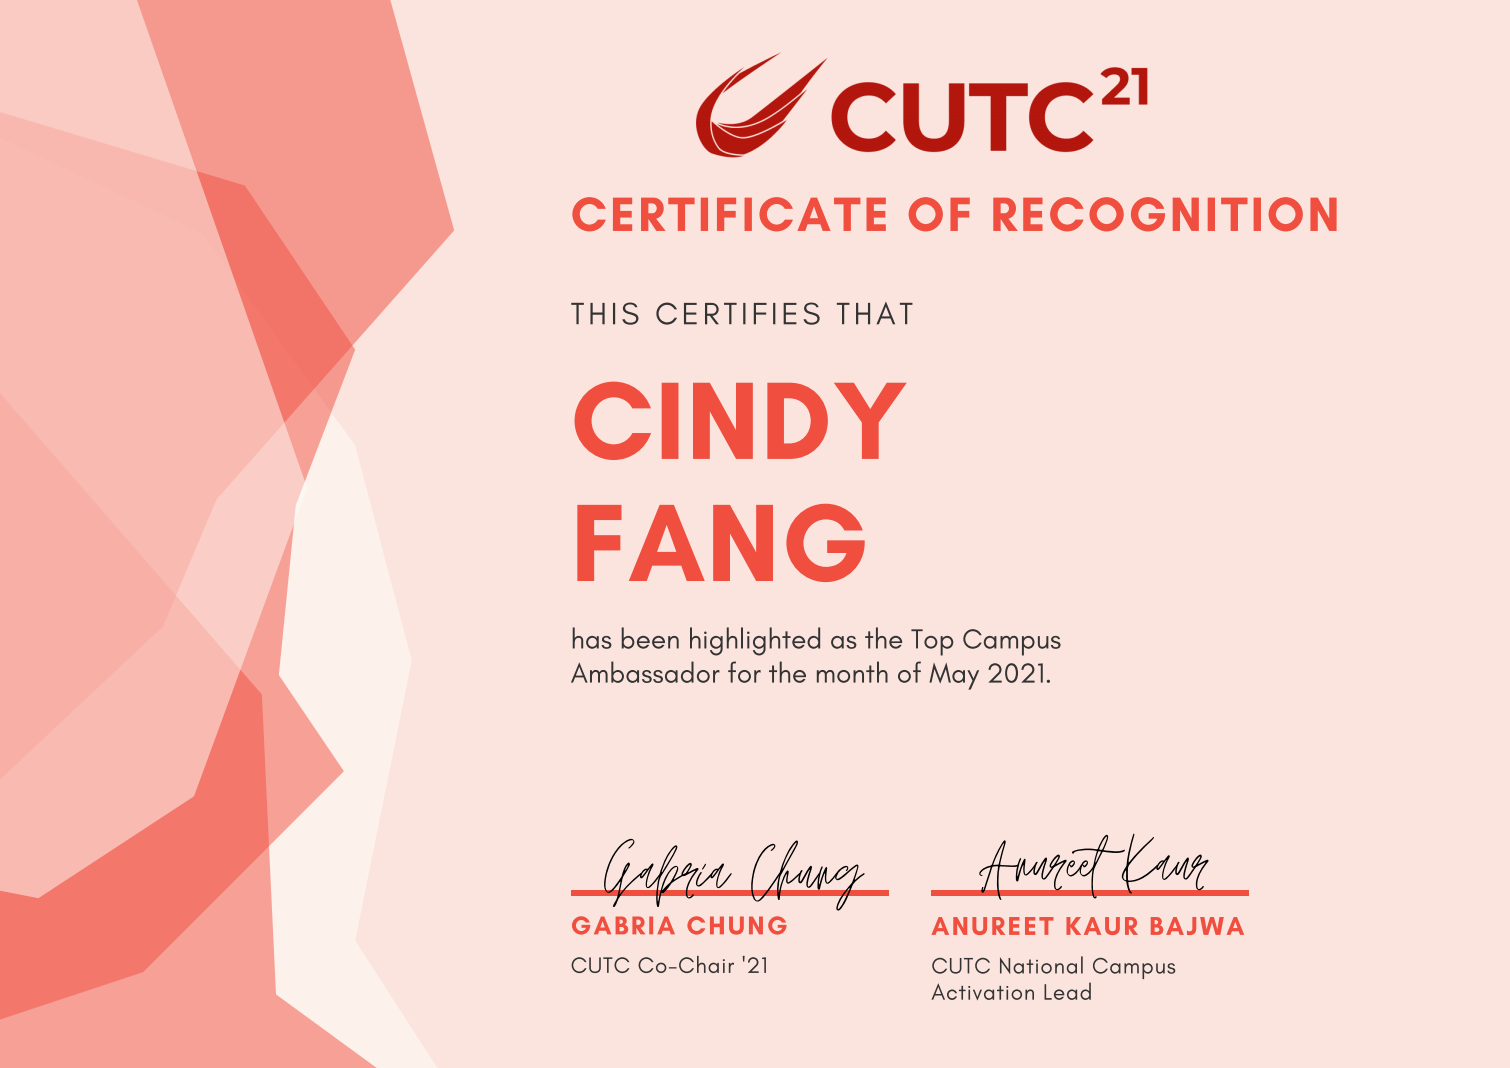 CUTC21
CERTIFICATE OF RECOGNITION
THIS CERTIFIES THAT
CINDY
FANG
has been highlighted as the Top Campus
Ambassador for the month of May 2021.
Gabria Chung
Anureet Kaur
GABRIA CHUNG
ANUREET KAUR BAJWA
CUTC Co-Chair '21
CUTC National Campus
Activation Lead